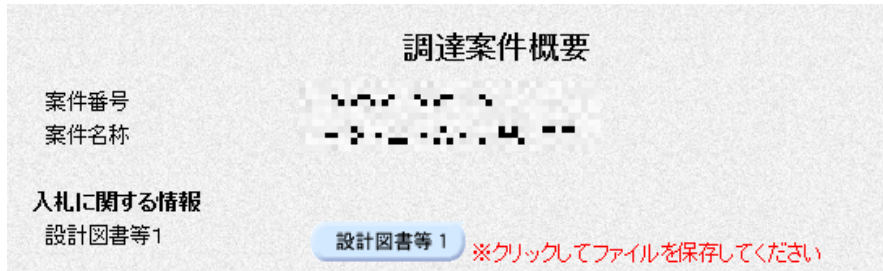 調達案件概要
案件番号
案件名称
入札に関する情報
設計図書等1 設計図書等1 ※クリックしてファイルを保存してください